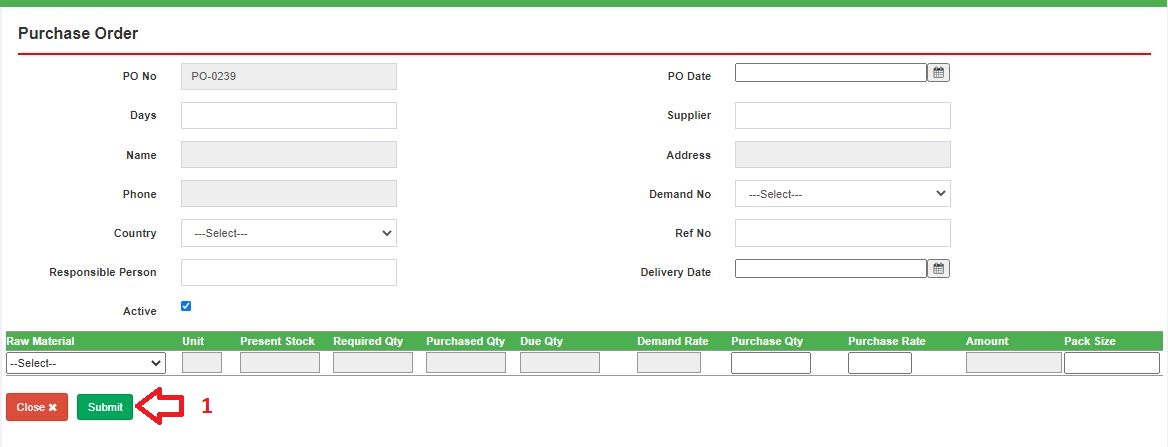 Purchase Order
PO No PO-0239 PO Date
Days Supplier
Name Address
Phone Demand No ---Select---
Country ---Select--- Ref No
Responsible Person Delivery Date
Active
Raw Material Unit Present Stock Required Qty Purchased Qty Due Qty Demand Rate Purchase Qty Purchase Rate Amount Pack Size
--Select--
Close ✖ Submit 1